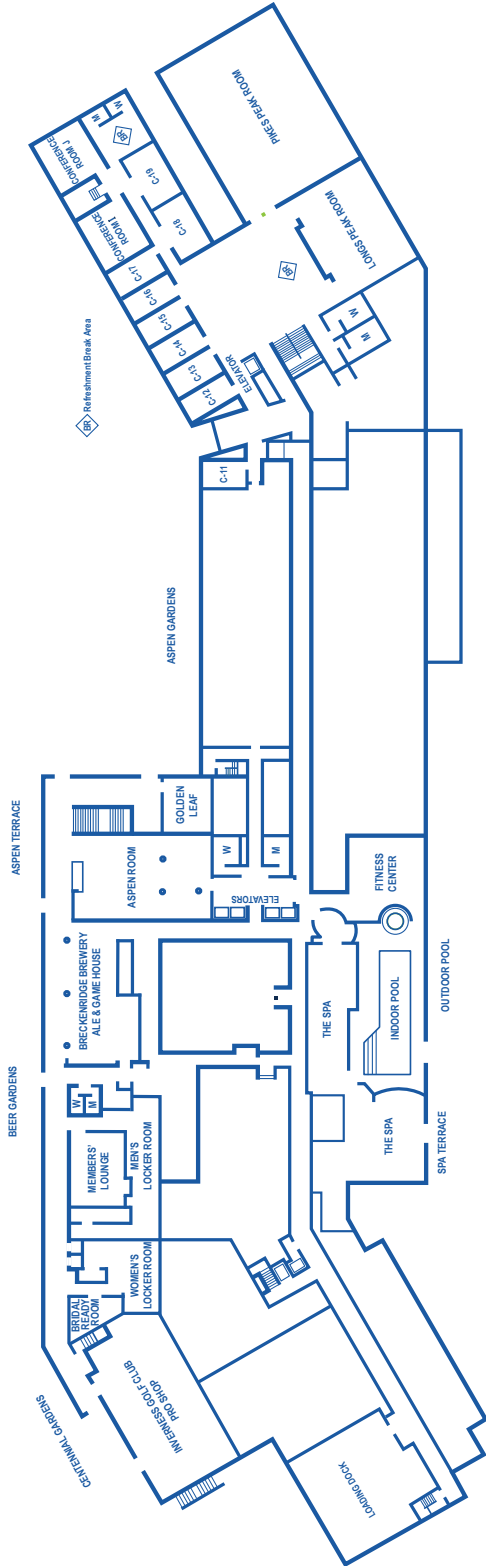 PIKES PEAK ROOM
W
M
BP
CONFERENCE
ROOM J
CONFERENCE
ROOM I
C-19
C-18
LONGS PEAK ROOM
BP
C-17
C-16
C-15
C-14
C-13
C-12
ELEVATOR
W
M
BR Refreshment Break Area
C-11
ASPEN GARDENS
ASPEN TERRACE
GOLDEN
LEAF
ASPEN ROOM
W
M
ELEVATORS
FITNESS
CENTER
BRECKENRIDGE BREWERY
ALE & GAME HOUSE
THE SPA
INDOOR POOL
OUTDOOR POOL
BEER GARDENS
W
M
MEMBERS'
LOUNGE
MEN'S
LOCKER ROOM
THE SPA
SPA TERRACE
WOMEN'S
LOCKER ROOM
BRIDAL
READY
ROOM
CENTENNIAL GARDENS
INVERNESS GOLF CLUB
PRO SHOP
LOADING DOCK